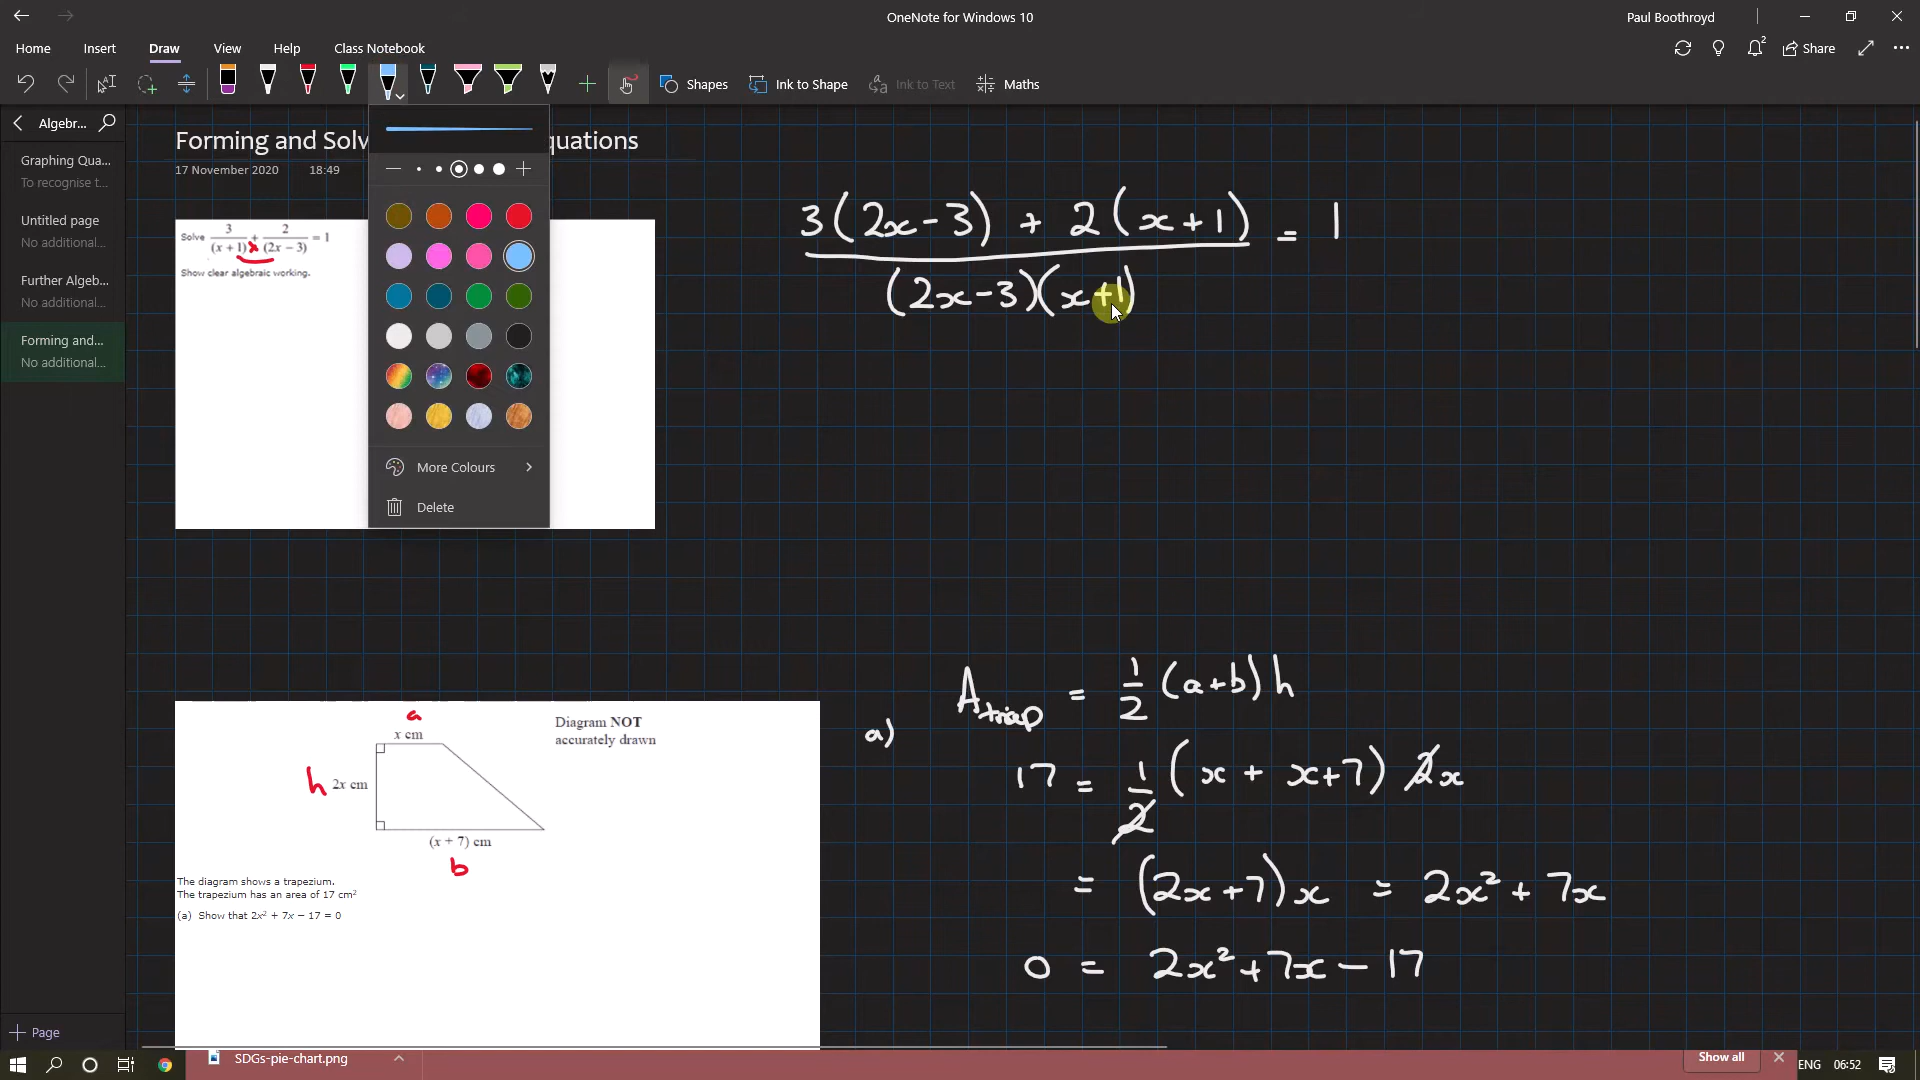 OneNote for Windows 10
Paul Boothroyd
Home Insert Draw View Help Class Notebook
2 Share
Shapes Ink to Shape Ink to Text Maths
Algebr...
Graphing Qua...
To recognise t...
Untitled page
No additional...
Further Algeb...
No additional...
Forming and...
No additional...
Page
Forming and Solv quations
17 November 2020 18:49
Solve 3/(x + 1) + 2/(2x − 3) = 1
x
Show clear algebraic working.
More Colours
Delete
3(2x-3) + 2(x+1) = 1
(2x-3)(x+1)
a
x cm
Diagram NOT
accurately drawn
h 2x cm
(x + 7) cm
b
The diagram shows a trapezium.
The trapezium has an area of 17 cm²
(a) Show that 2x² + 7x − 17 = 0
a) A trap = 1/2 (a+b)h
17 = 1/2 (x + x+7) 2x
= (2x+7)x = 2x² + 7x
0 = 2x²+7x-17
SDGs-pie-chart.png
Show all
ENG 06:52